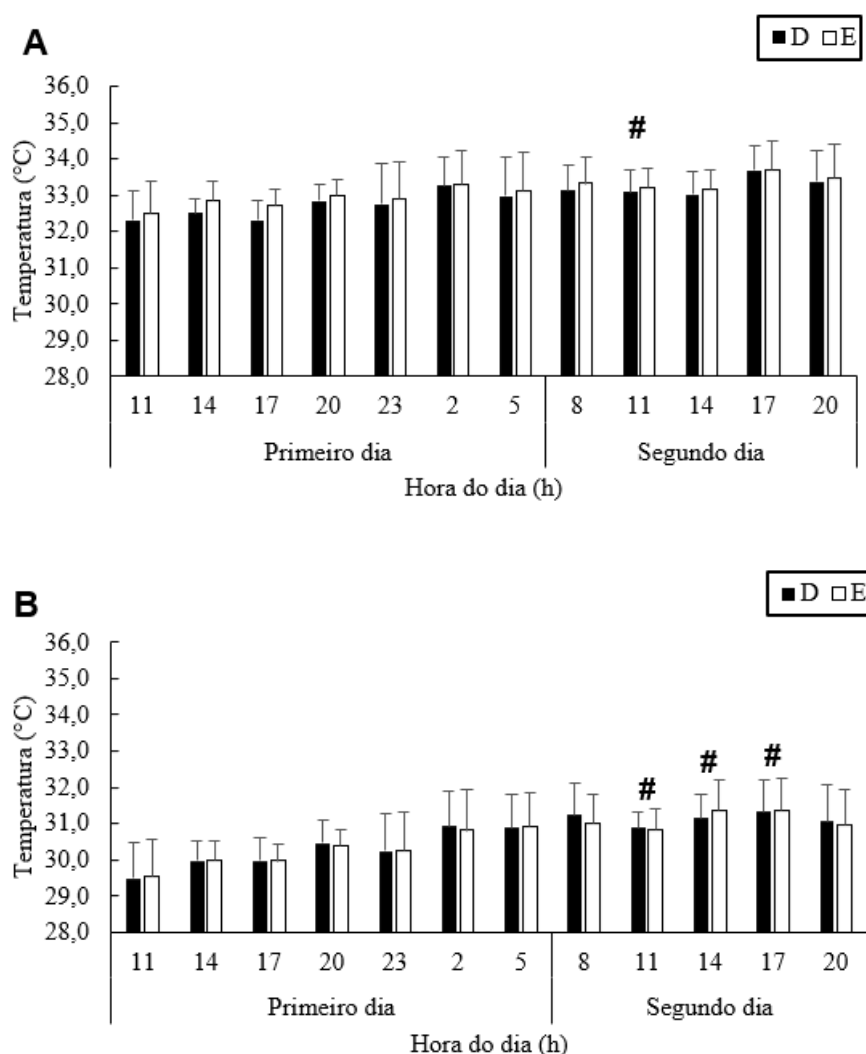 A
D E
36,0
35,0
34,0
33,0
32,0
31,0
30,0
29,0
28,0
Temperatura (°C)
#
11 14 17 20 23 2 5 8 11 14 17 20
Primeiro dia Segundo dia
Hora do dia (h)
B
D E
36,0
35,0
34,0
33,0
32,0
31,0
30,0
29,0
28,0
Temperatura (°C)
# # #
11 14 17 20 23 2 5 8 11 14 17 20
Primeiro dia Segundo dia
Hora do dia (h)